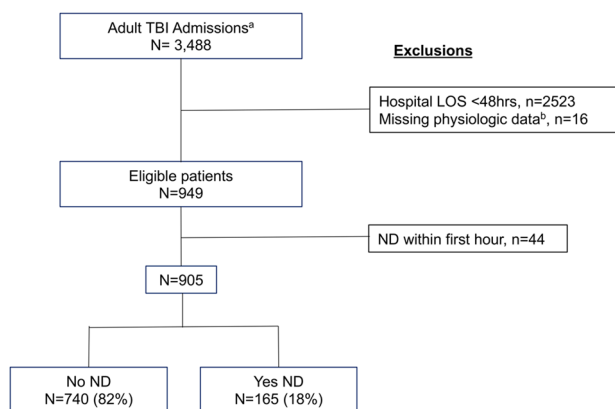 Adult TBI Admissionsᵃ
N= 3,488
Exclusions
Hospital LOS <48hrs, n=2523
Missing physiologic dataᵇ, n=16
Eligible patients
N=949
ND within first hour, n=44
N=905
No ND
N=740 (82%)
Yes ND
N=165 (18%)